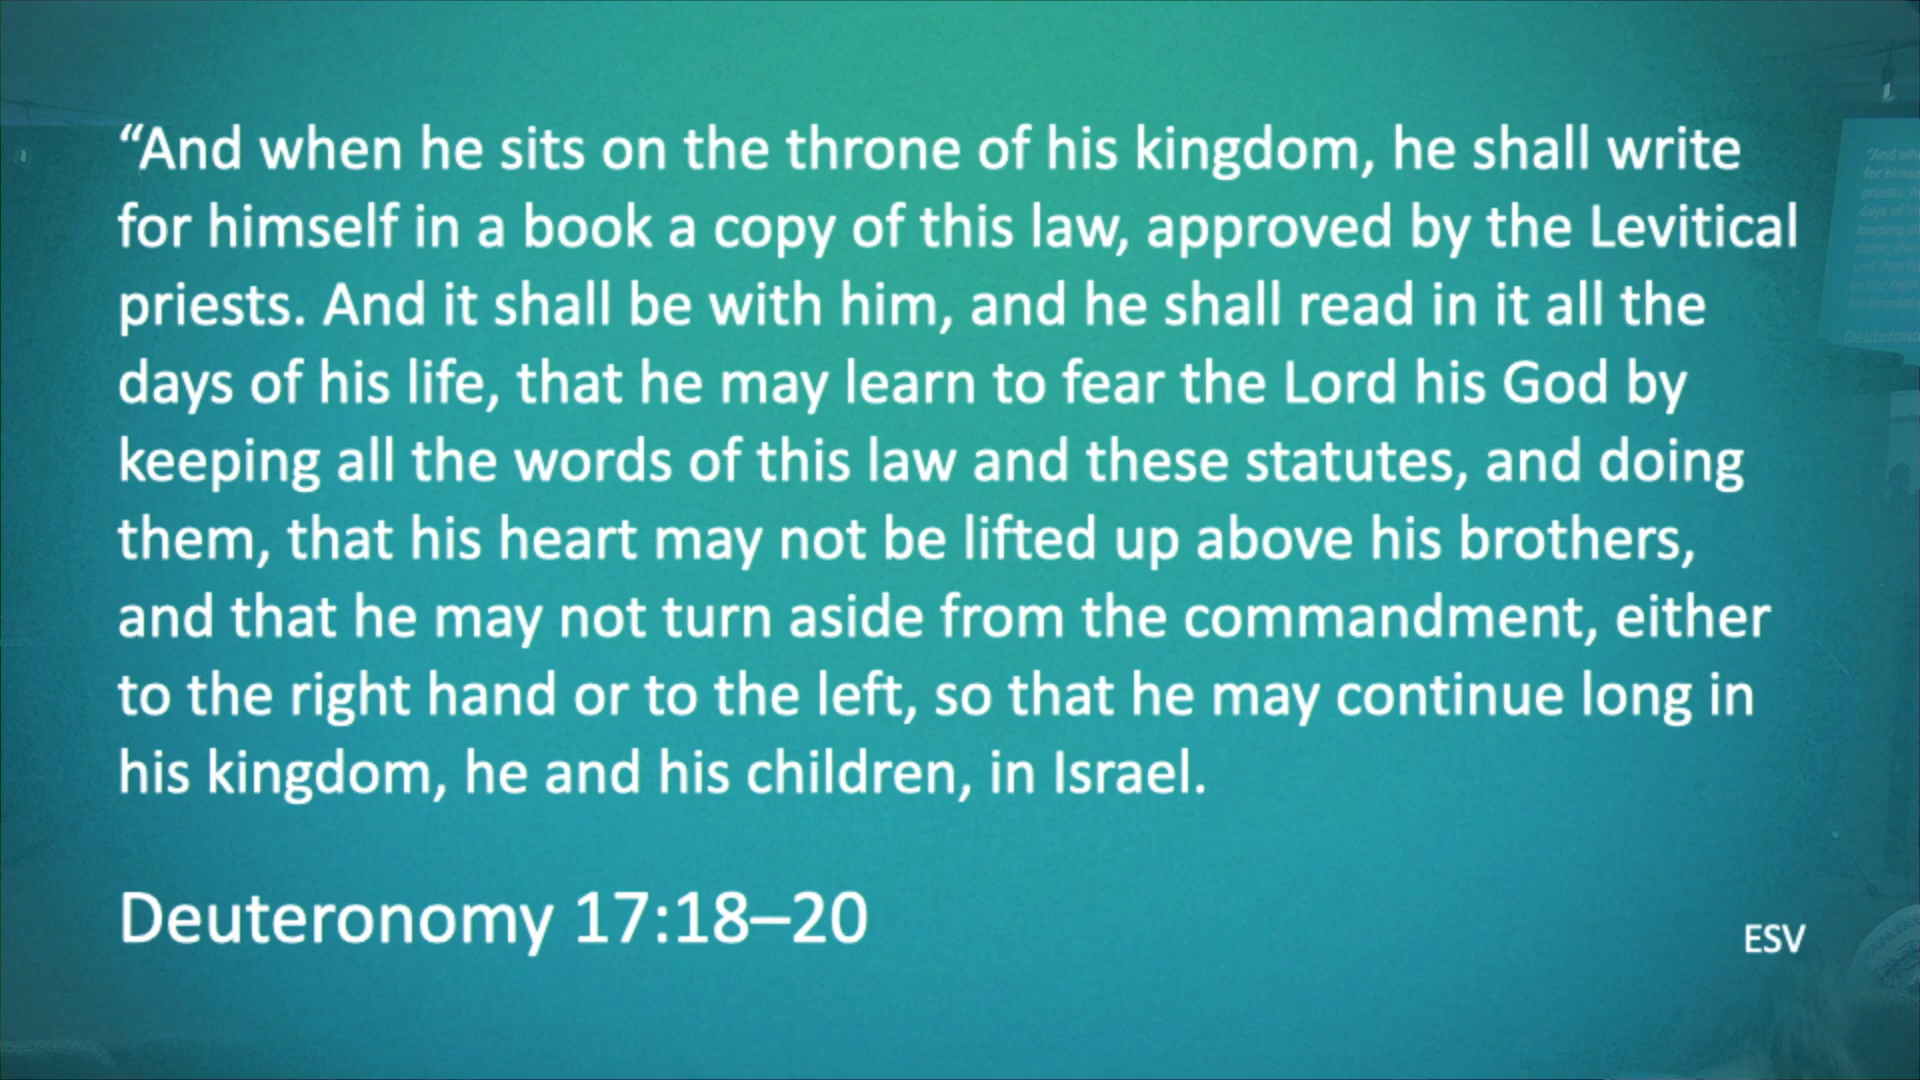 “And when he sits on the throne of his kingdom, he shall write
for himself in a book a copy of this law, approved by the Levitical
priests. And it shall be with him, and he shall read in it all the
days of his life, that he may learn to fear the Lord his God by
keeping all the words of this law and these statutes, and doing
them, that his heart may not be lifted up above his brothers,
and that he may not turn aside from the commandment, either
to the right hand or to the left, so that he may continue long in
his kingdom, he and his children, in Israel.
Deuteronomy 17:18–20
ESV